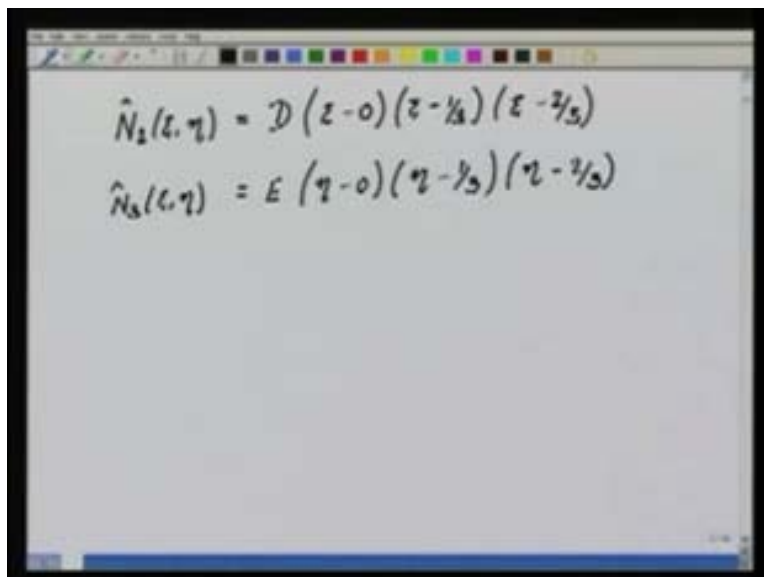 N̂₂(ξ,η) = D(ξ-0)(ξ-1/3)(ξ-2/3)
N̂₃(ξ,η) = E(η-0)(η-1/3)(η-2/3)